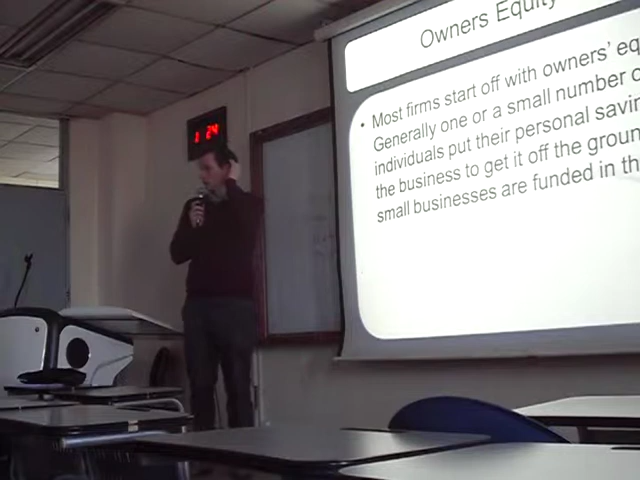 1 24
Owners Equity
• Most firms start off with owners' eq
Generally one or a small number o
individuals put their personal savin
the business to get it off the groun
small businesses are funded in th